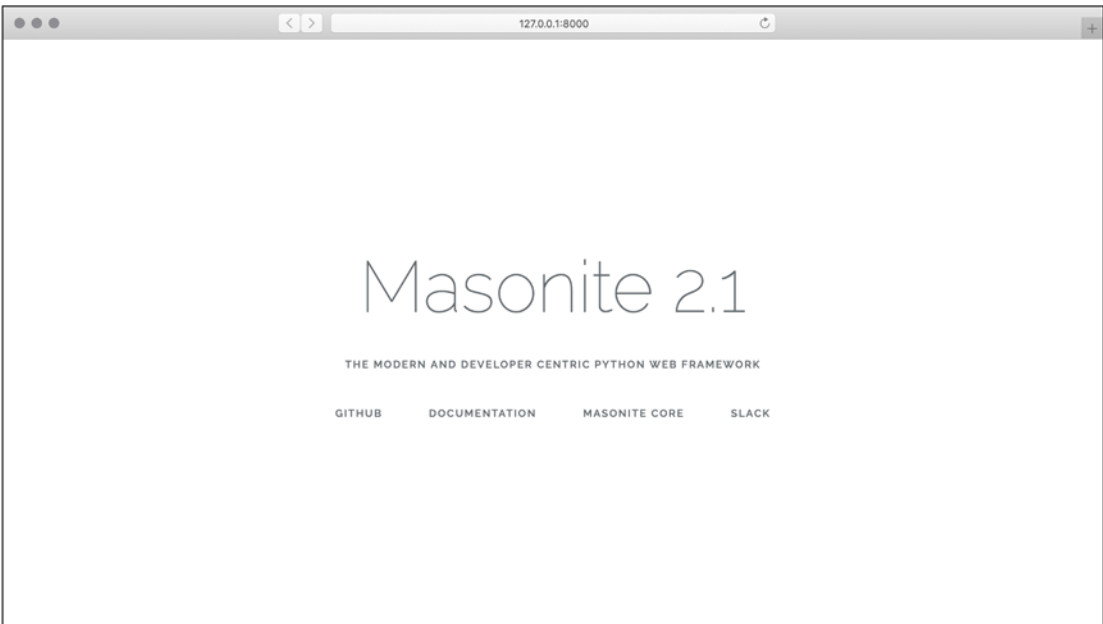 127.0.0.1:8000
Masonite 2.1
THE MODERN AND DEVELOPER CENTRIC PYTHON WEB FRAMEWORK
GITHUB DOCUMENTATION MASONITE CORE SLACK